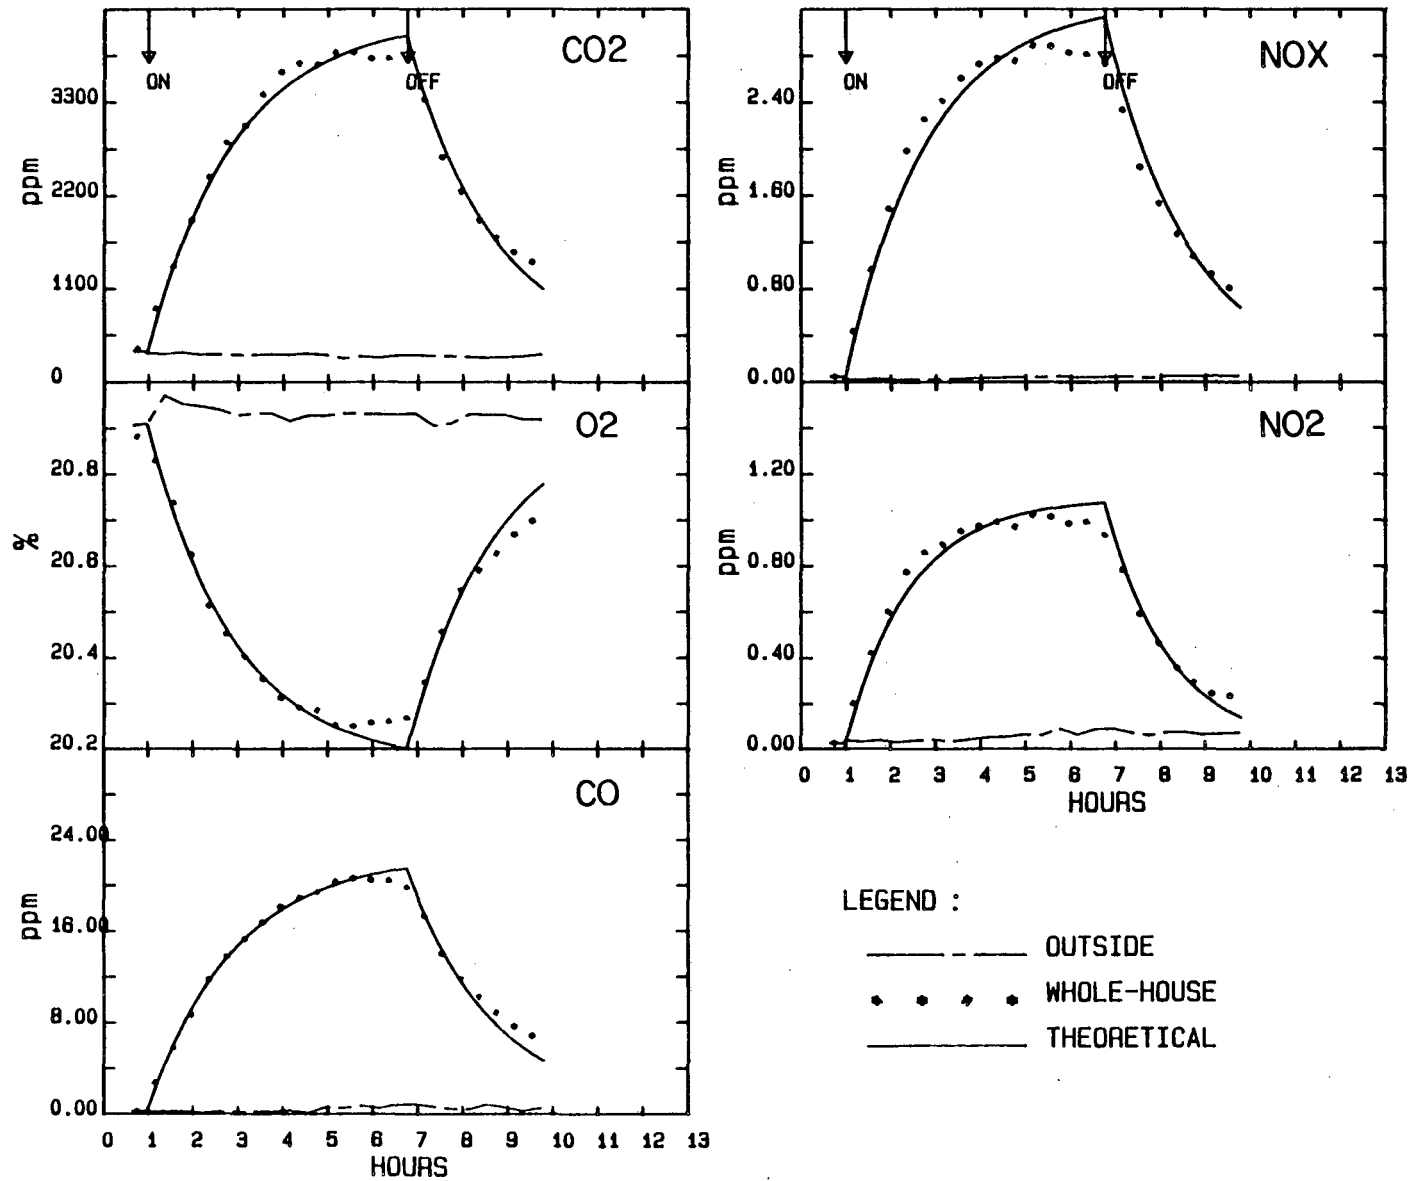 CO2
ON
OFF
ppm
3300
2200
1100
0
O2
%
20.8
20.8
20.4
20.2
CO
ppm
24.00
16.00
8.00
0.00
0 1 2 3 4 5 6 7 8 9 10 11 12 13
HOURS
NOX
ON
OFF
ppm
2.40
1.60
0.80
0.00
NO2
ppm
1.20
0.80
0.40
0.00
0 1 2 3 4 5 6 7 8 9 10 11 12 13
HOURS
LEGEND :
OUTSIDE
WHOLE-HOUSE
THEORETICAL